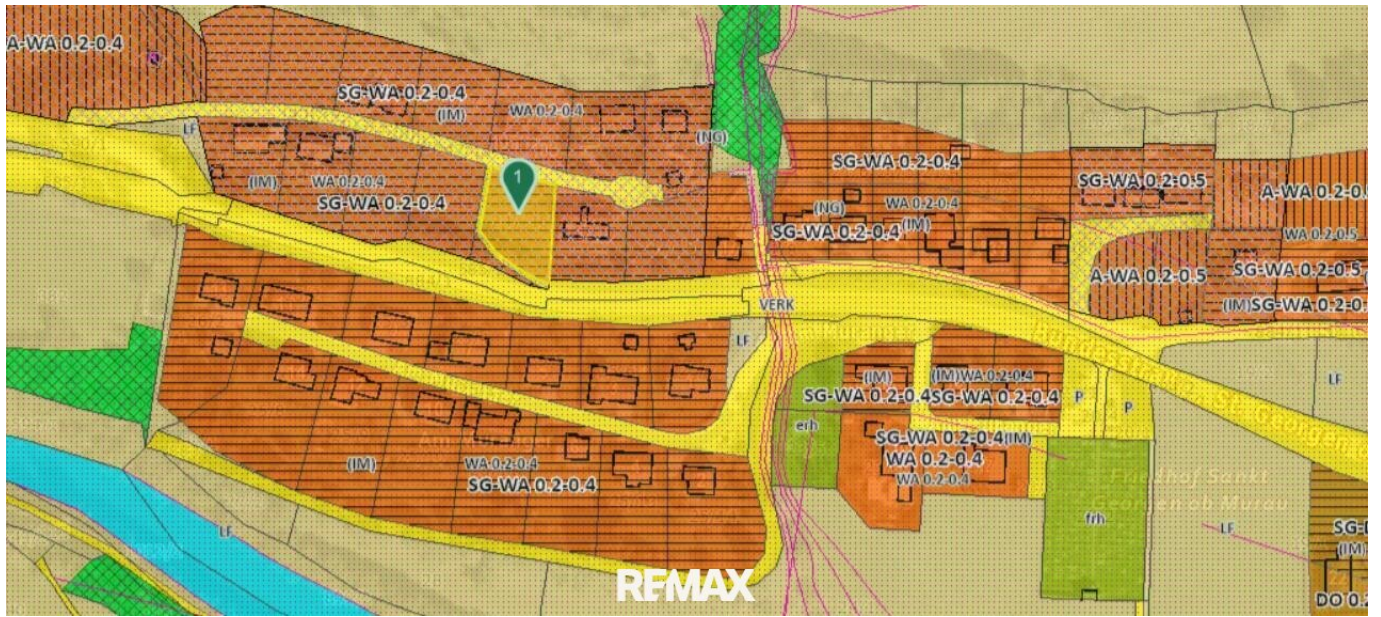 A-WA 0.2-0.4
SG-WA 0.2-0.4
(IM)
WA 0.2-0.4
LF
(NG)
SG-WA 0.2-0.4
1
(IM)
WA 0.2-0.4
SG-WA 0.2-0.4
SG-WA 0.2-0.5
A-WA 0.2-0.
(NG)
WA 0.2-0.4
SG-WA 0.2-0.4
(IM)
WA 0.2-0.5
A-WA 0.2-0.5
SG-WA 0.2-0.5
(IM)
SG-WA 0.2-0.
VERK
LF
LF
(IM)
(IM)
WA 0.2-0.4
SG-WA 0.2-0.4
SG-WA 0.2-0.4
P
P
erh
SG-WA 0.2-0.4
(IM)
WA 0.2-0.4
WA 0.2-0.4
(IM)
WA 0.2-0.4
SG-WA 0.2-0.4
frh
LF
LF
SG-
(IM)
DO 0.2
REMAX